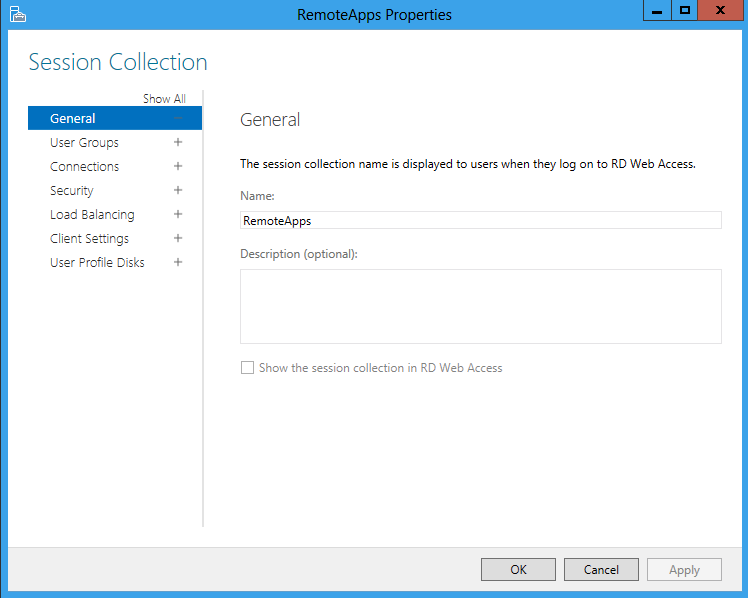 RemoteApps Properties
Session Collection
Show All
General
User Groups +
Connections +
Security +
Load Balancing +
Client Settings +
User Profile Disks +
General
The session collection name is displayed to users when they log on to RD Web Access.
Name:
RemoteApps
Description (optional):
Show the session collection in RD Web Access
OK
Cancel
Apply